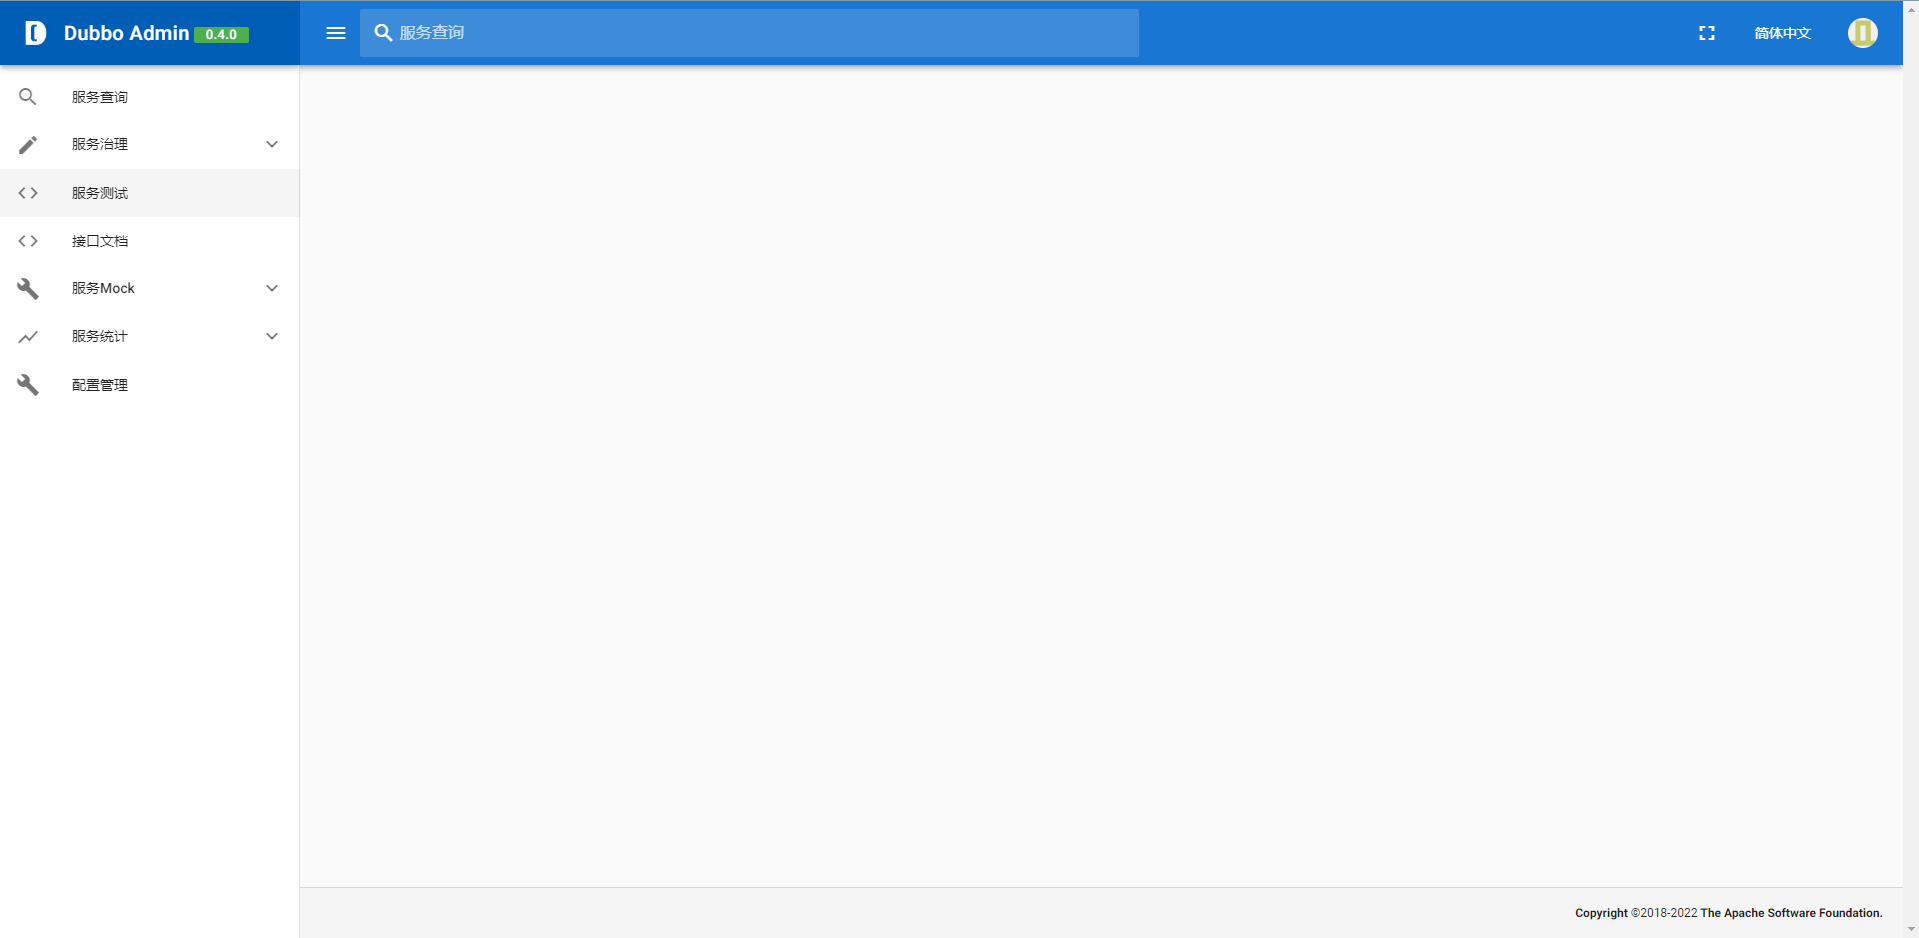 Dubbo Admin 0.4.0
服务查询
简体中文
服务查询
服务治理
服务测试
接口文档
服务Mock
服务统计
配置管理
Copyright ©2018-2022 The Apache Software Foundation.